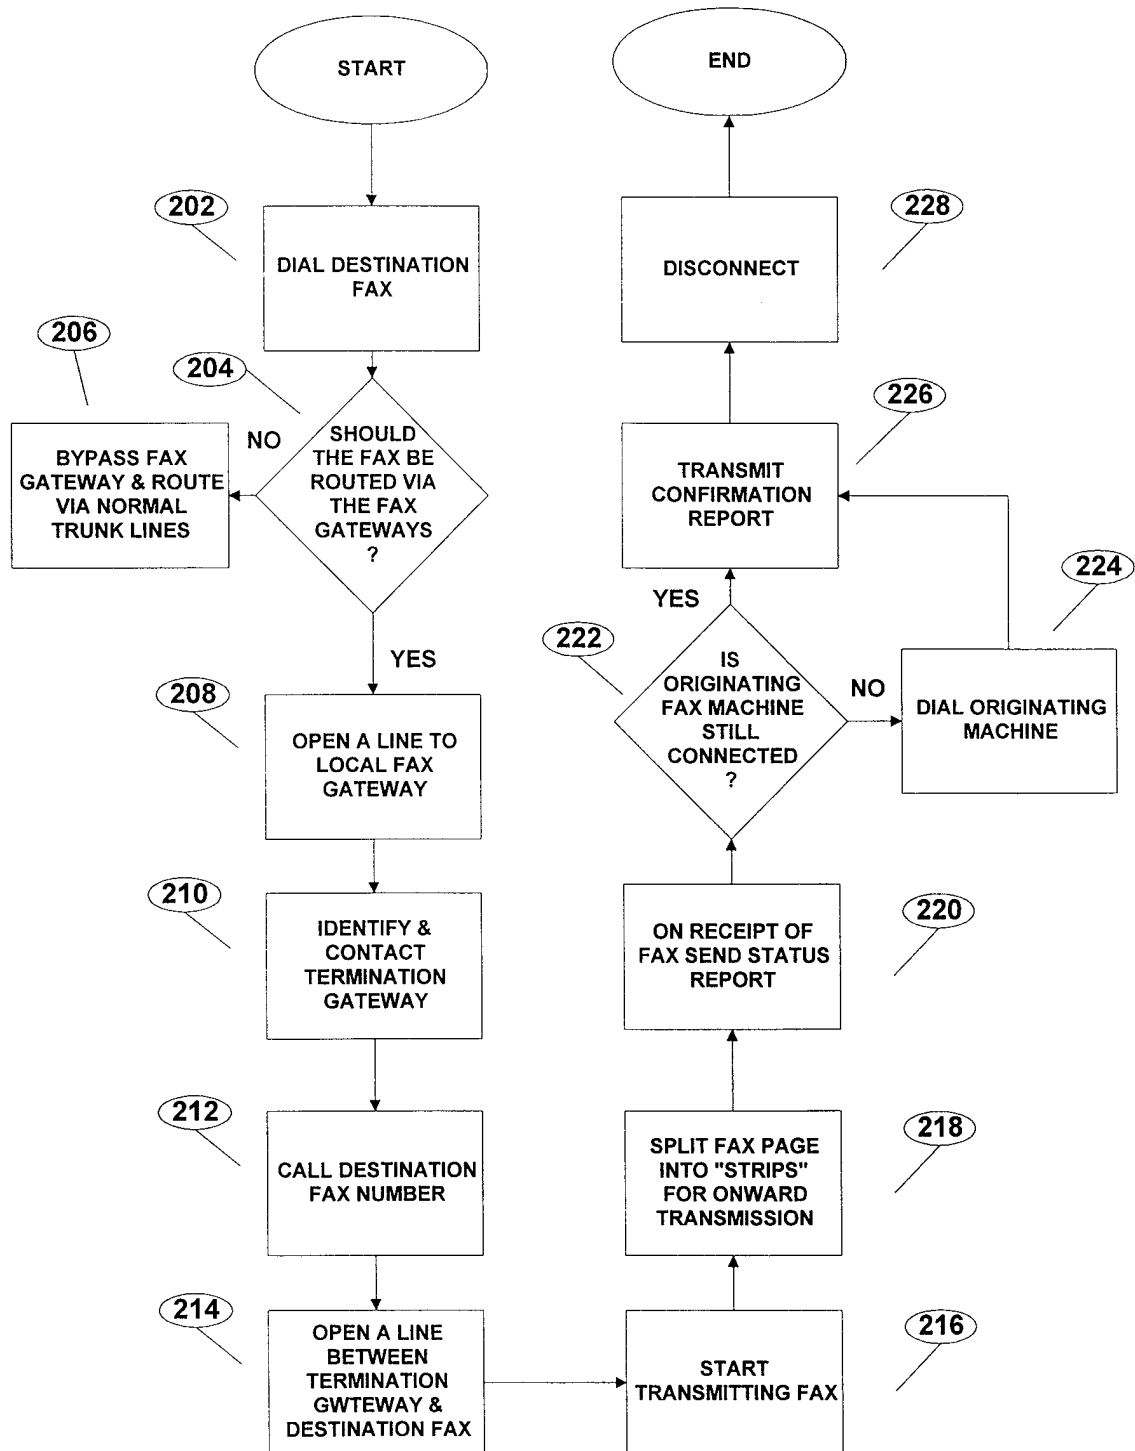 START
202
DIAL DESTINATION
FAX
204
SHOULD
THE FAX BE
ROUTED VIA
THE FAX
GATEWAYS
?
NO
206
BYPASS FAX
GATEWAY & ROUTE
VIA NORMAL
TRUNK LINES
YES
208
OPEN A LINE TO
LOCAL FAX
GATEWAY
210
IDENTIFY &
CONTACT
TERMINATION
GATEWAY
212
CALL DESTINATION
FAX NUMBER
214
OPEN A LINE
BETWEEN
TERMINATION
GWTEWAY &
DESTINATION FAX
216
START
TRANSMITTING FAX
218
SPLIT FAX PAGE
INTO "STRIPS"
FOR ONWARD
TRANSMISSION
220
ON RECEIPT OF
FAX SEND STATUS
REPORT
222
IS
ORIGINATING
FAX MACHINE
STILL
CONNECTED
?
NO
224
DIAL ORIGINATING
MACHINE
YES
226
TRANSMIT
CONFIRMATION
REPORT
228
DISCONNECT
END